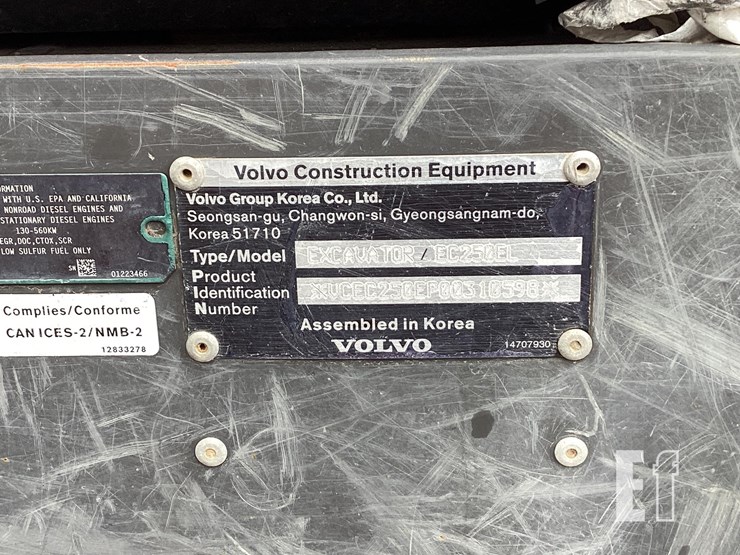 Volvo Construction Equipment
Volvo Group Korea Co., Ltd.
Seongsan-gu, Changwon-si, Gyeongsangnam-do,
Korea 51710
Type/Model EXCAVATOR / EC250EL
Product
Identification *VCEC250EP00310598*
Number
Assembled in Korea
VOLVO 14707930
WITH U.S. EPA AND CALIFORNIA
NONROAD DIESEL ENGINES AND
STATIONARY DIESEL ENGINES
130-560KW
EGR, DOC, CTOX, SCR
LOW SULFUR FUEL ONLY
SN 01223466
Complies/Conforme
CAN ICES-2/NMB-2
12833278
Ef